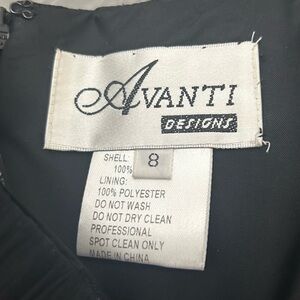 AVANTI
DESIGNS
8
SHELL:
100%
LINING:
100% POLYESTER
DO NOT WASH
DO NOT DRY CLEAN
PROFESSIONAL
SPOT CLEAN ONLY
MADE IN CHINA